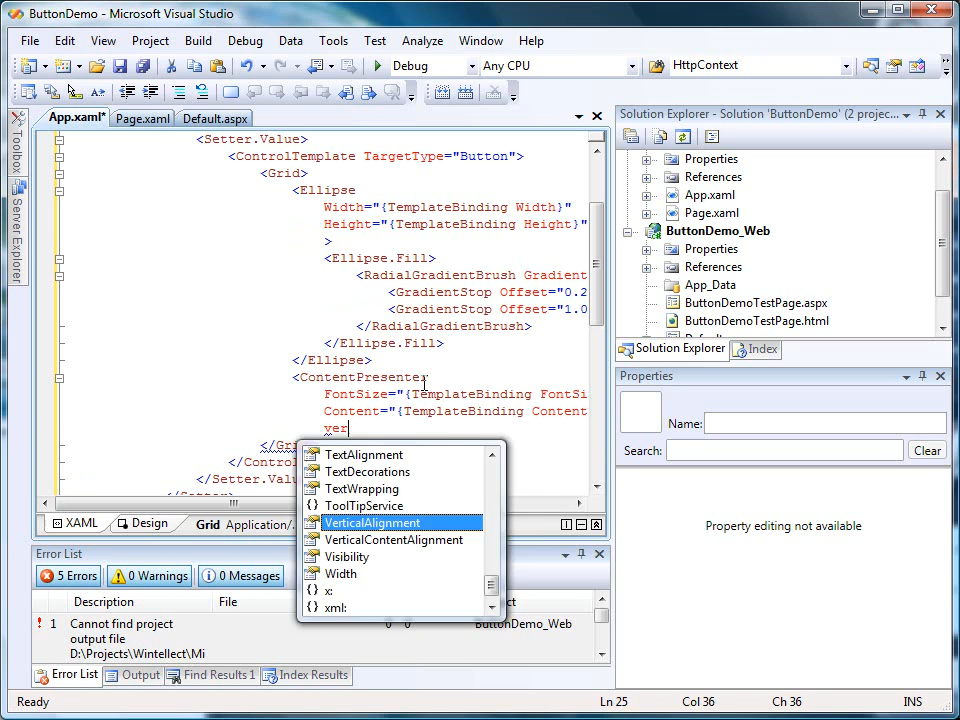 ButtonDemo - Microsoft Visual Studio
File Edit View Project Build Debug Data Tools Test Analyze Window Help
Debug Any CPU HttpContext
App.xaml* Page.xaml Default.aspx
Toolbox
Server Explorer
<Setter.Value>
<ControlTemplate TargetType="Button">
<Grid>
<Ellipse
Width="{TemplateBinding Width}"
Height="{TemplateBinding Height}"
>
<Ellipse.Fill>
<RadialGradientBrush Gradient
<GradientStop Offset="0.2
<GradientStop Offset="1.0
</RadialGradientBrush>
</Ellipse.Fill>
</Ellipse>
<ContentPresenter
FontSize="{TemplateBinding FontSi
Content="{TemplateBinding Content
ver
</Gri
</Control
</Setter.Valu
TextAlignment
TextDecorations
TextWrapping
ToolTipService
VerticalAlignment
VerticalContentAlignment
Visibility
Width
x:
xml:
XAML Design Grid Application/.
Solution Explorer - Solution 'ButtonDemo' (2 projec...
Properties
References
App.xaml
Page.xaml
ButtonDemo_Web
Properties
References
App_Data
ButtonDemoTestPage.aspx
ButtonDemoTestPage.html
Solution Explorer Index
Properties
Name:
Search: Clear
Property editing not available
Error List
5 Errors 0 Warnings 0 Messages
Description File
1 Cannot find project output file D:\Projects\Wintellect\Mi 0 0 ButtonDemo_Web
Error List Output Find Results 1 Index Results
Ready Ln 25 Col 36 Ch 36 INS